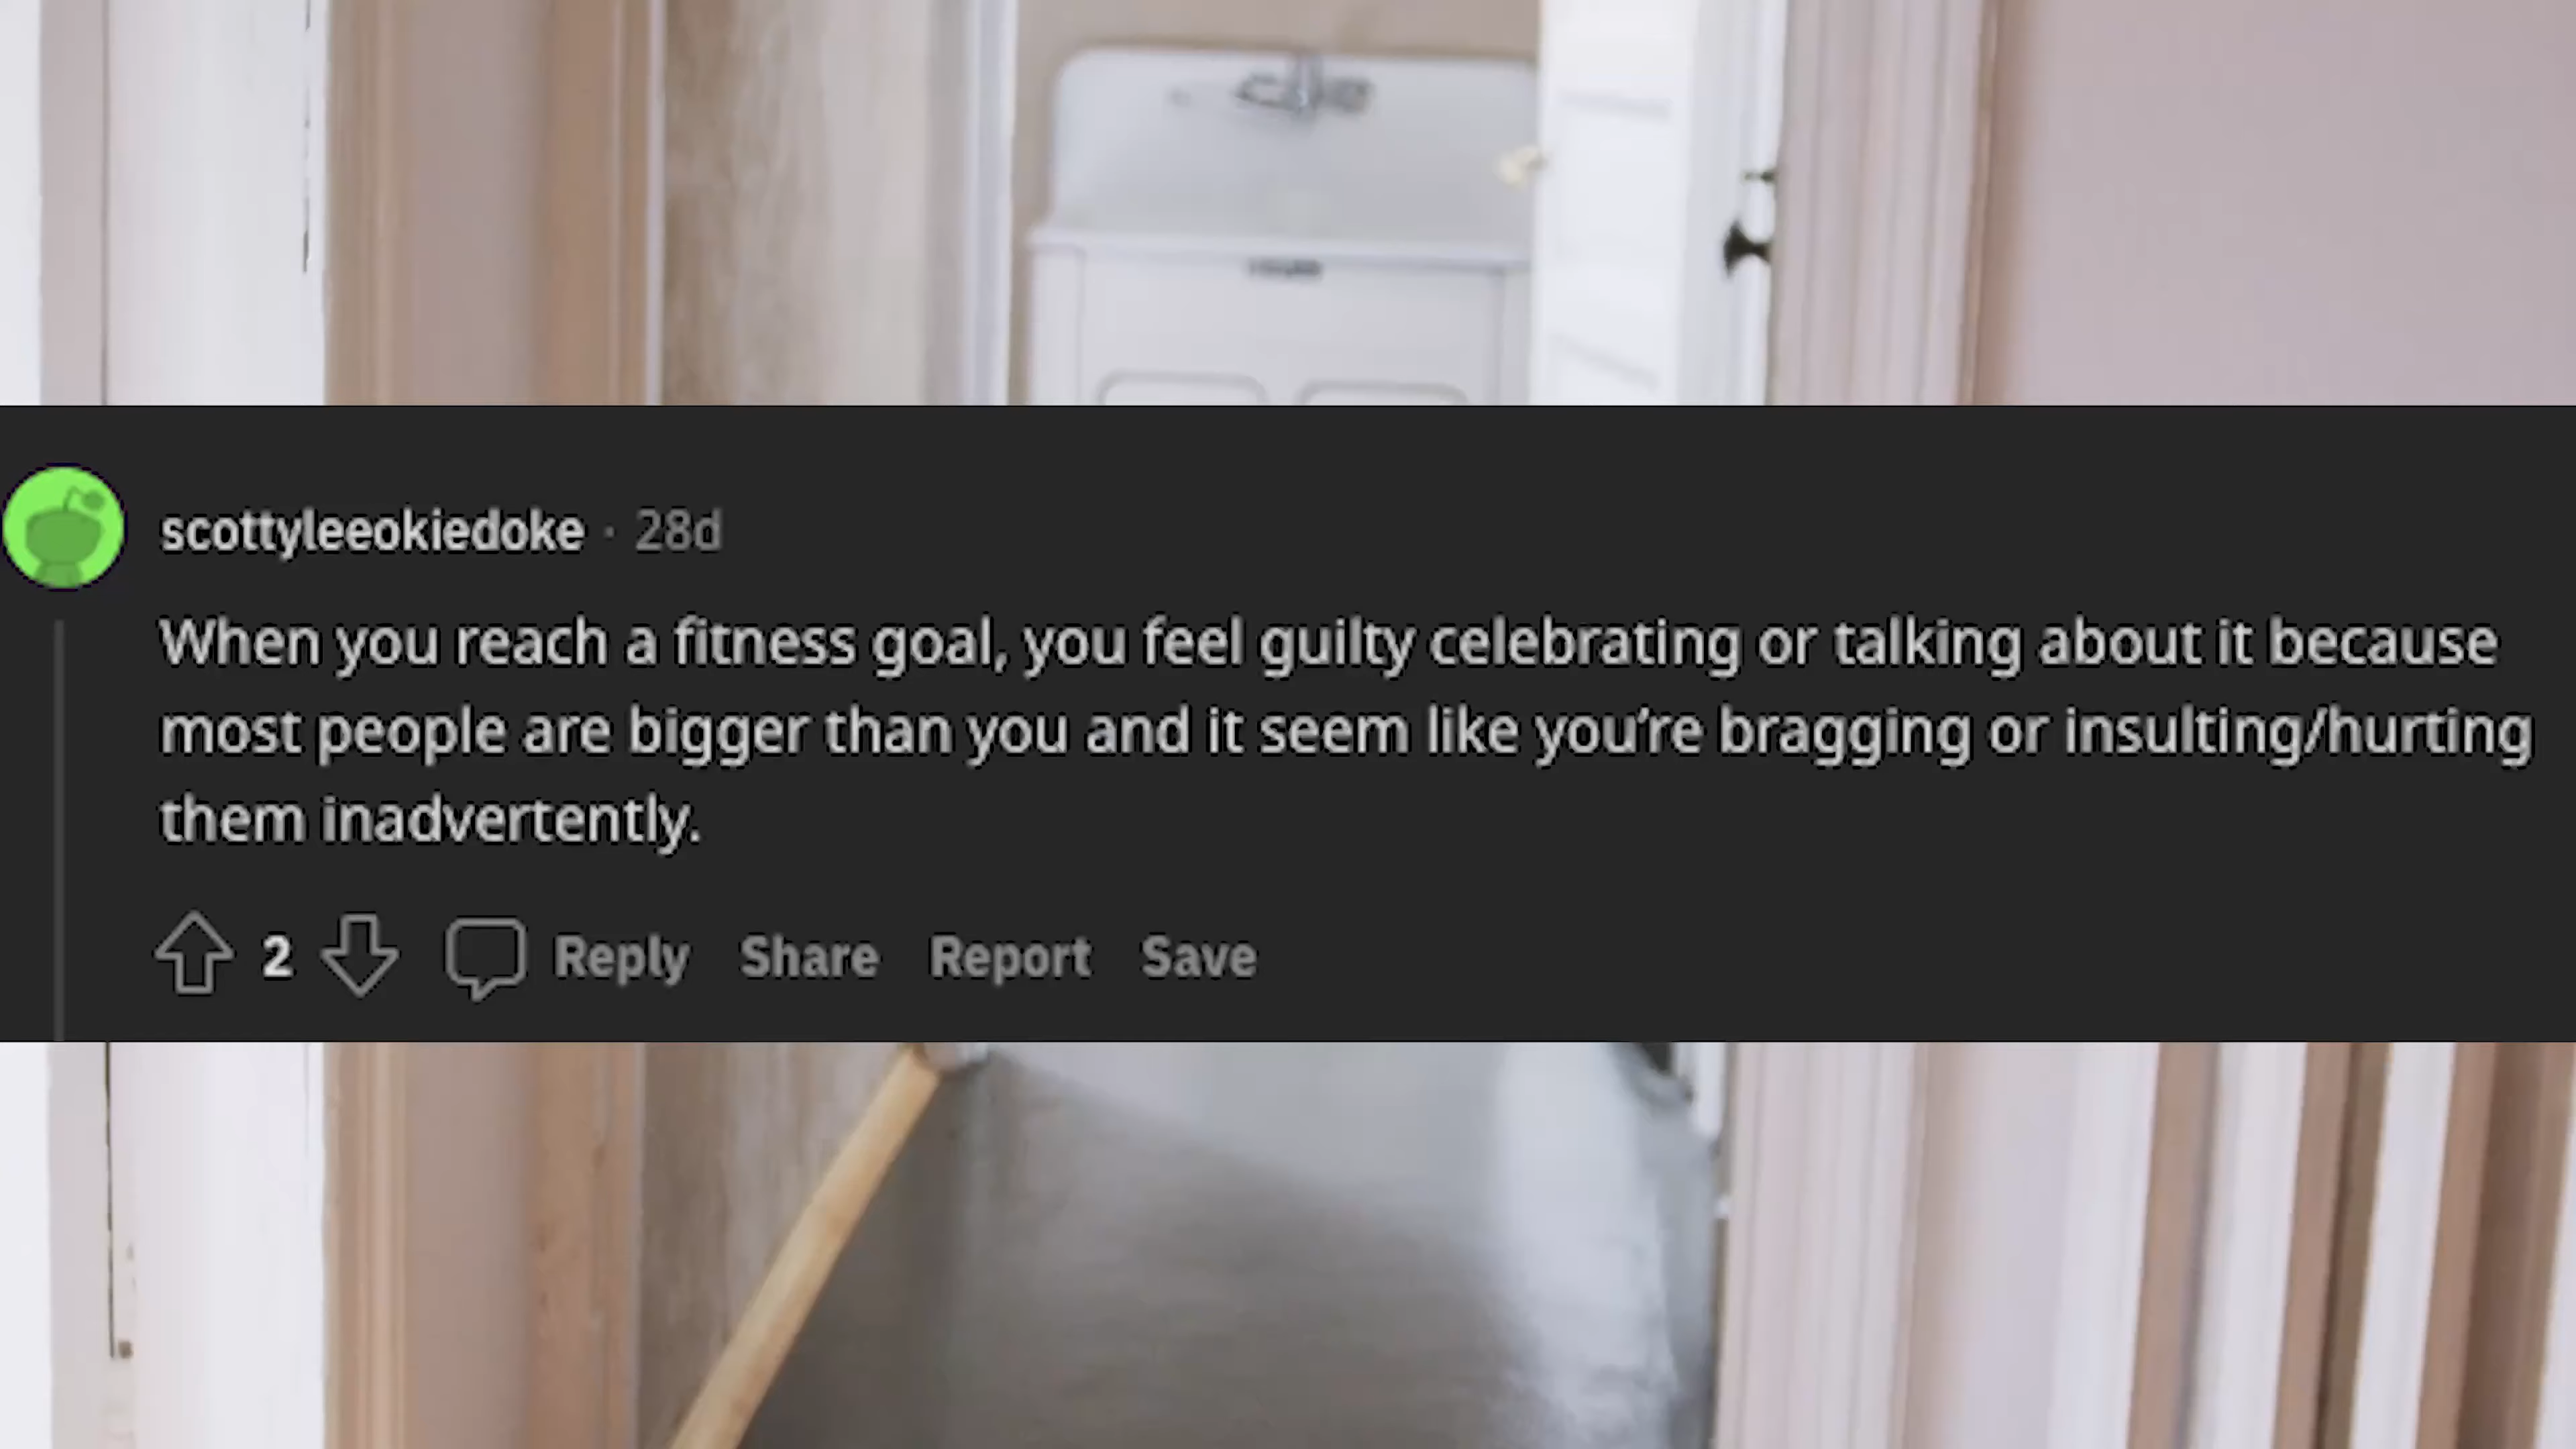 scottyleeokiedoke · 28d
When you reach a fitness goal, you feel guilty celebrating or talking about it because
most people are bigger than you and it seem like you're bragging or insulting/hurting
them inadvertently.
2 Reply Share Report Save